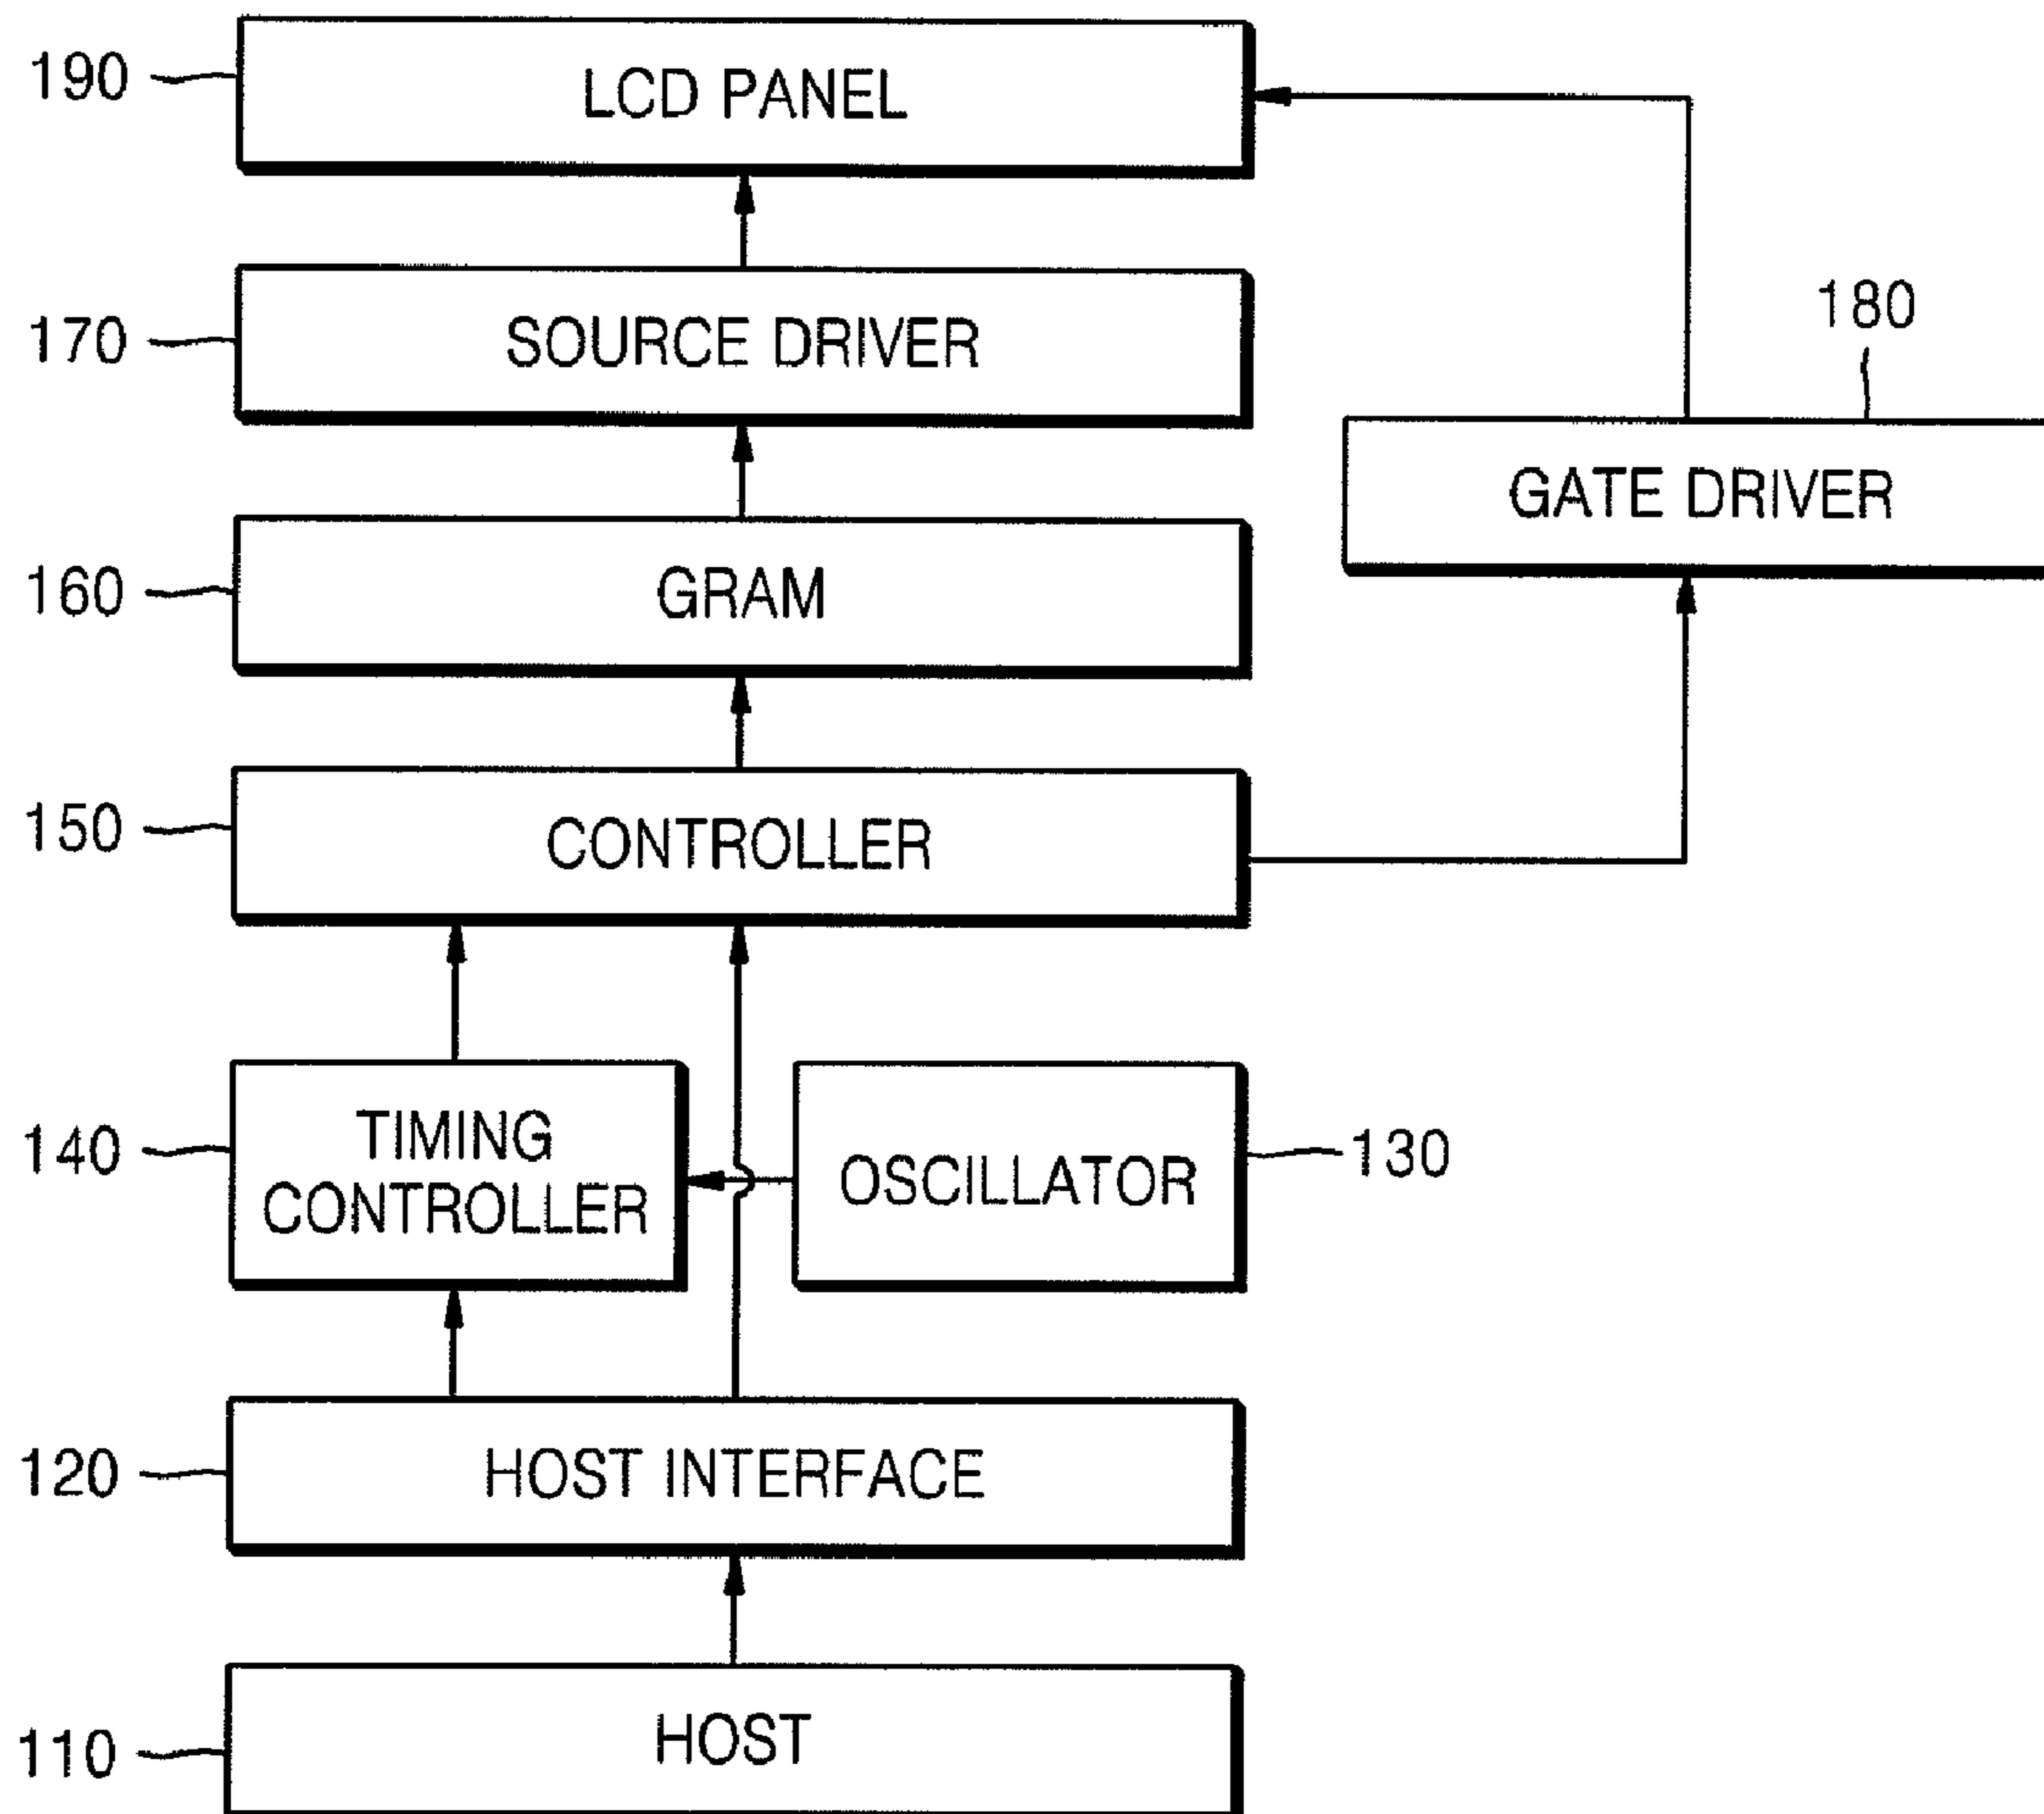 190
LCD PANEL
170
SOURCE DRIVER
180
GATE DRIVER
160
GRAM
150
CONTROLLER
140
TIMING
CONTROLLER
OSCILLATOR
130
120
HOST INTERFACE
110
HOST